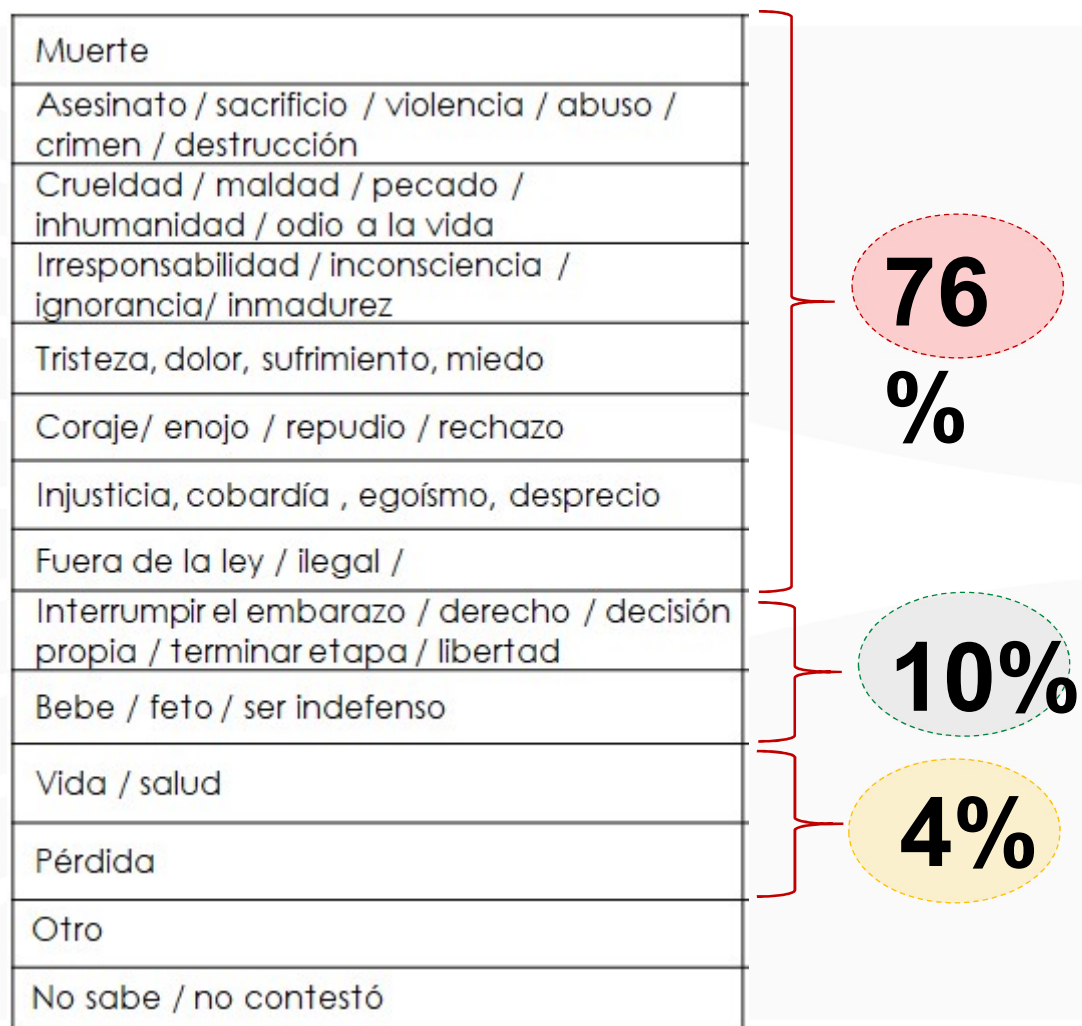 Muerte
Asesinato / sacrificio / violencia / abuso /
crimen / destrucción
Crueldad / maldad / pecado /
inhumanidad / odio a la vida
Irresponsabilidad / inconsciencia /
ignorancia/ inmadurez
Tristeza, dolor, sufrimiento, miedo
Coraje/ enojo / repudio / rechazo
Injusticia, cobardía , egoísmo, desprecio
Fuera de la ley / ilegal /
76
%
Interrumpir el embarazo / derecho / decisión
propia / terminar etapa / libertad
Bebe / feto / ser indefenso
10%
Vida / salud
Pérdida
4%
Otro
No sabe / no contestó